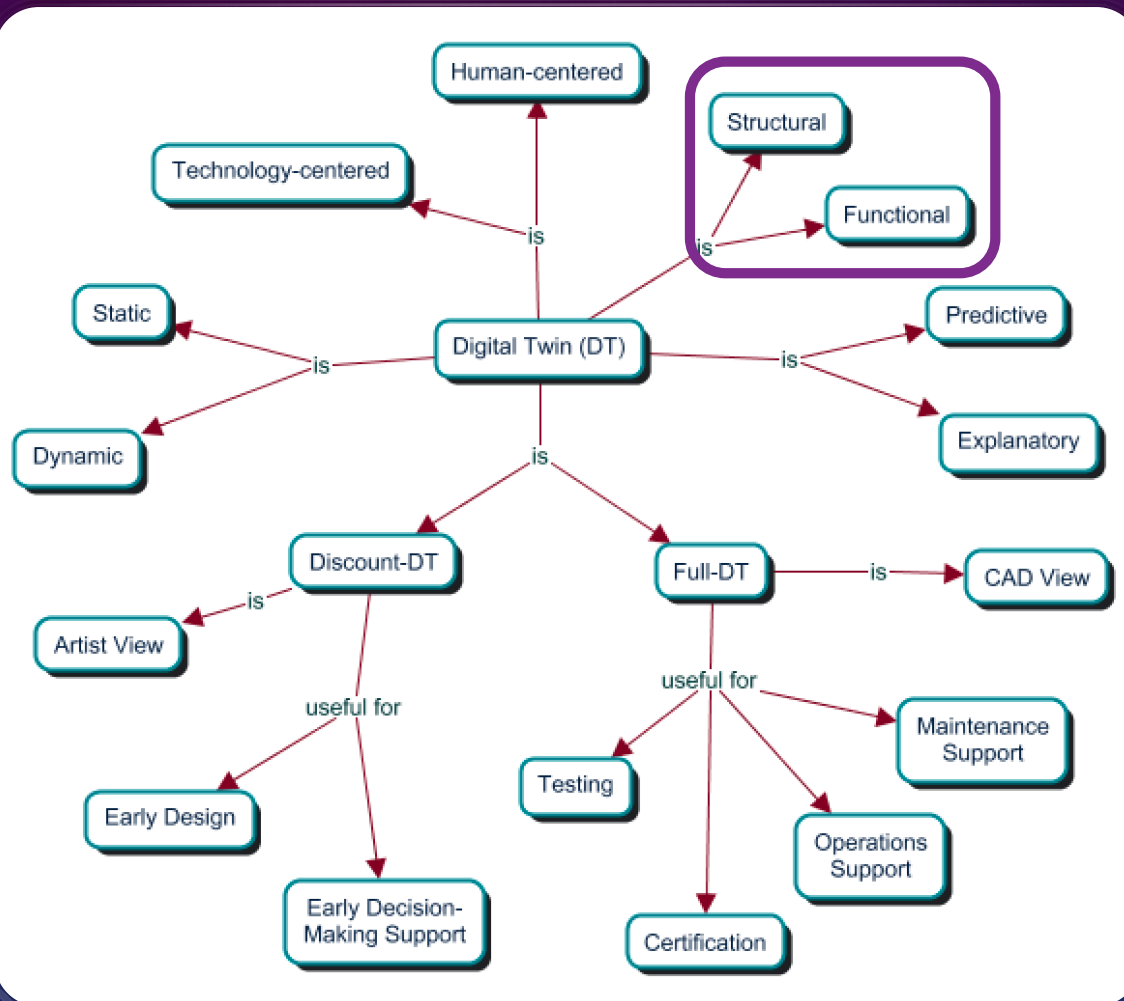 Human-centered
Structural
Technology-centered
Functional
is
is
Static
Predictive
Digital Twin (DT)
is
is
Dynamic
Explanatory
is
Discount-DT
Full-DT
is
CAD View
is
Artist View
useful for
useful for
Maintenance
Support
Testing
Early Design
Operations
Support
Early Decision-
Making Support
Certification